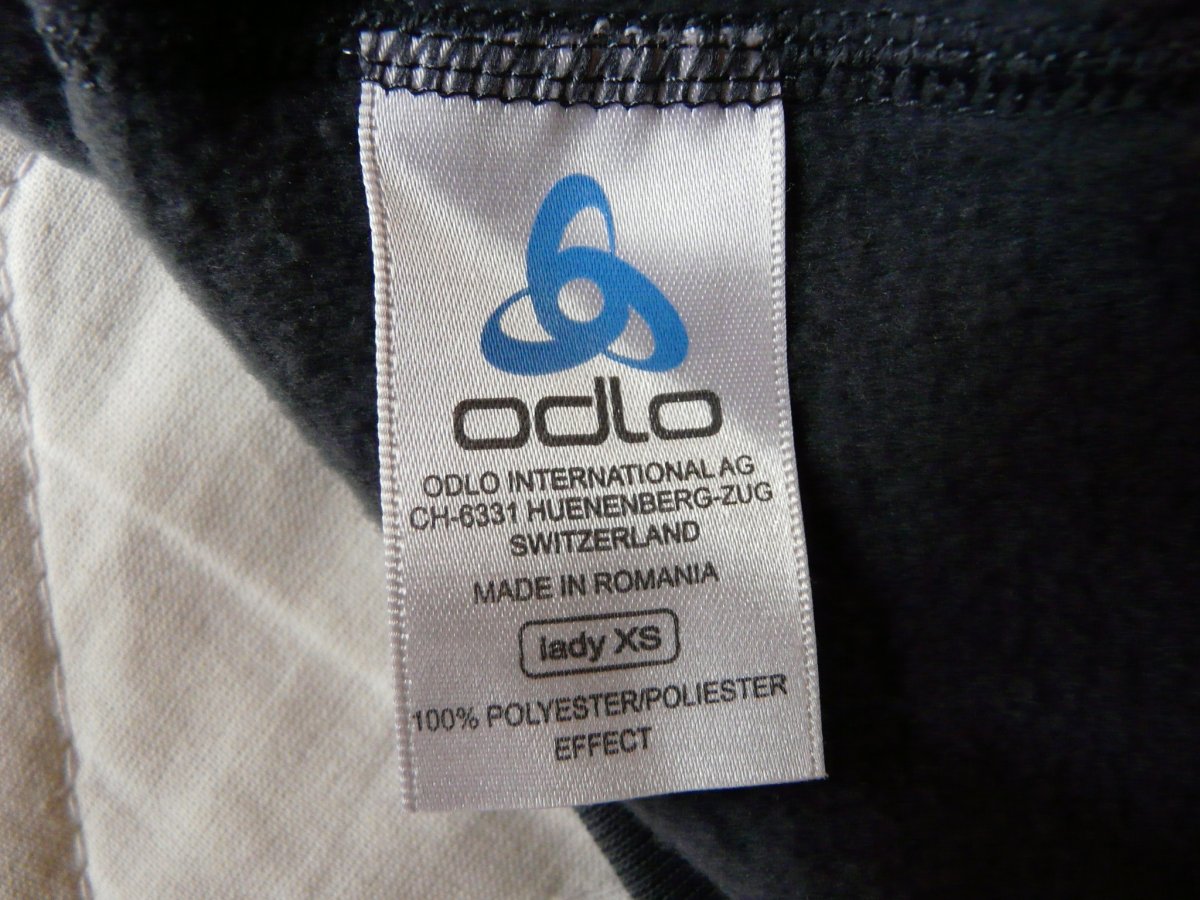 odlo
ODLO INTERNATIONAL AG
CH-6331 HUENENBERG-ZUG
SWITZERLAND
MADE IN ROMANIA
lady XS
100% POLYESTER/POLIESTER
EFFECT